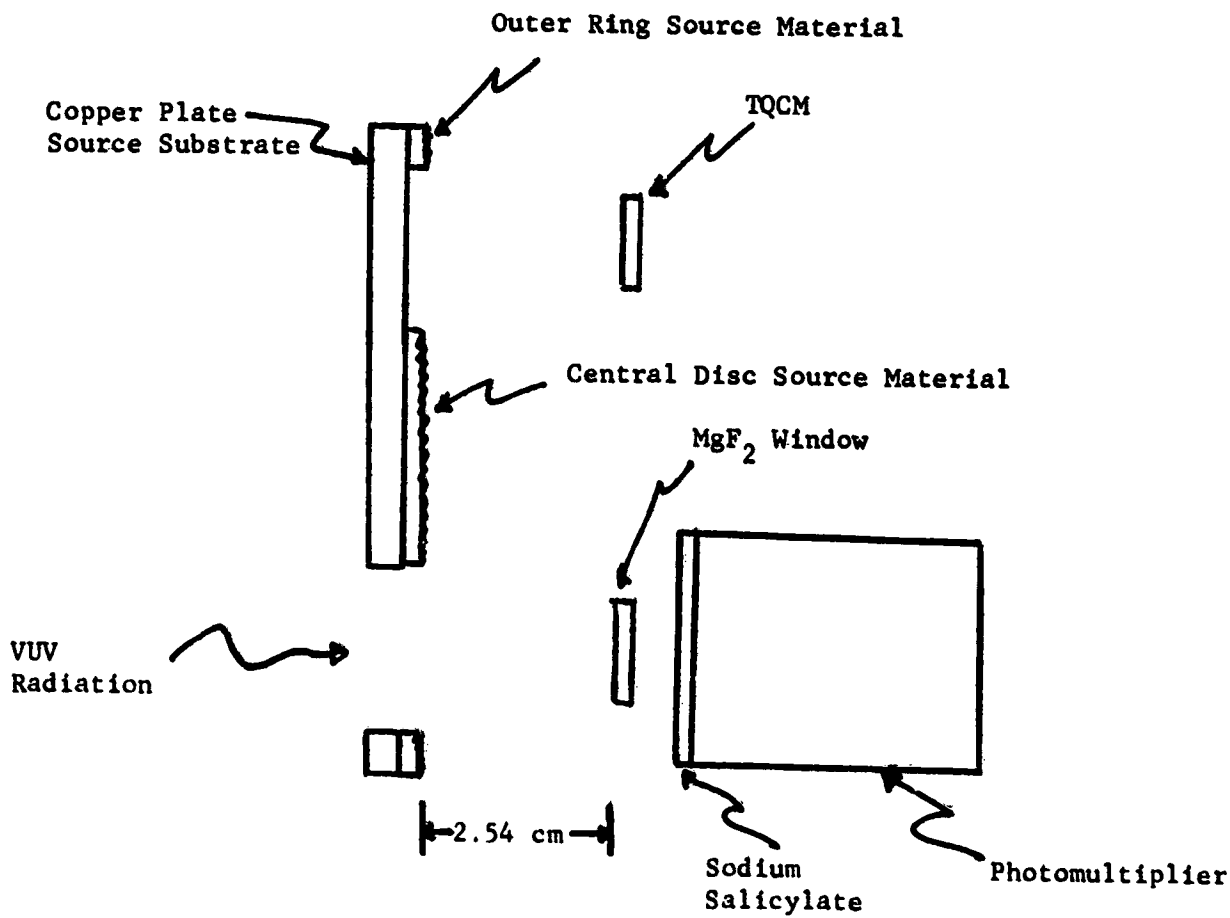 Outer Ring Source Material
Copper Plate
Source Substrate
TQCM
Central Disc Source Material
MgF2 Window
VUV
Radiation
2.54 cm
Sodium
Salicylate
Photomultiplier